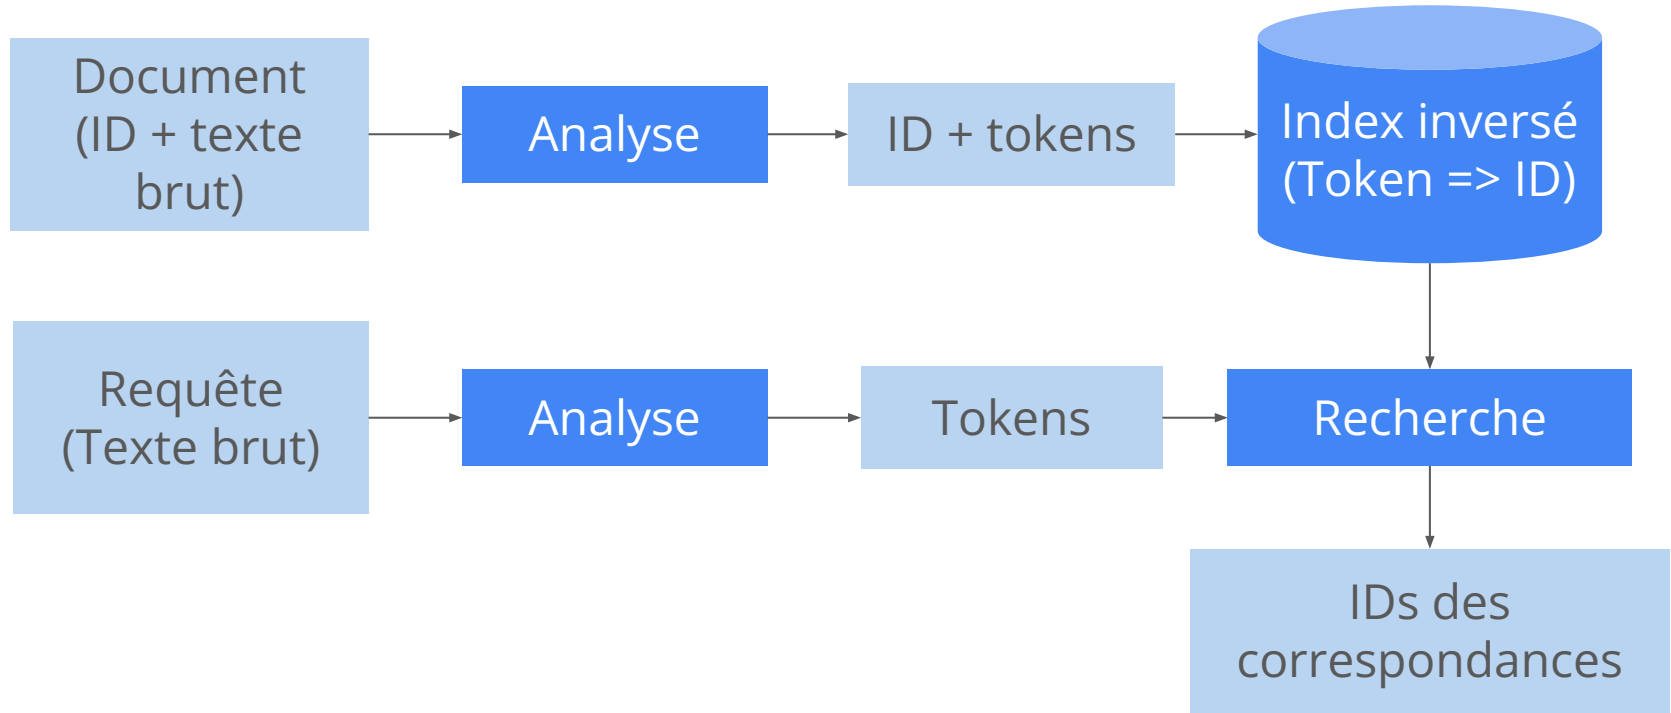 Document
(ID + texte
brut)
Analyse
ID + tokens
Index inversé
(Token => ID)
Requête
(Texte brut)
Analyse
Tokens
Recherche
IDs des
correspondances